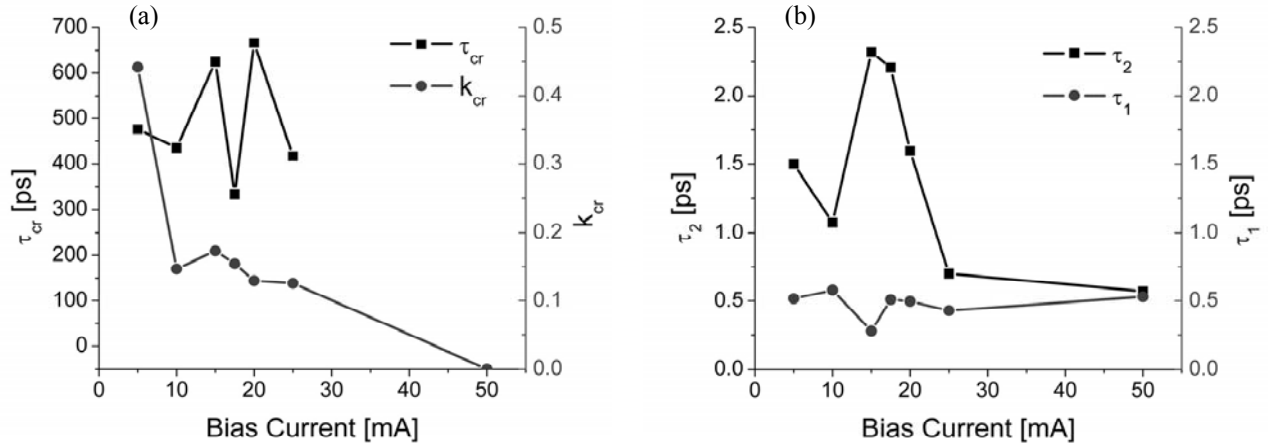 (a)
700
600
500
400
300
200
100
0
τcr [ps]
0.5
0.4
0.3
0.2
0.1
0.0
kcr
τcr
kcr
0 10 20 30 40 50
Bias Current [mA]
(b)
2.5
2.0
1.5
1.0
0.5
0.0
τ2 [ps]
2.5
2.0
1.5
1.0
0.5
0.0
τ1 [ps]
τ2
τ1
0 10 20 30 40 50
Bias Current [mA]